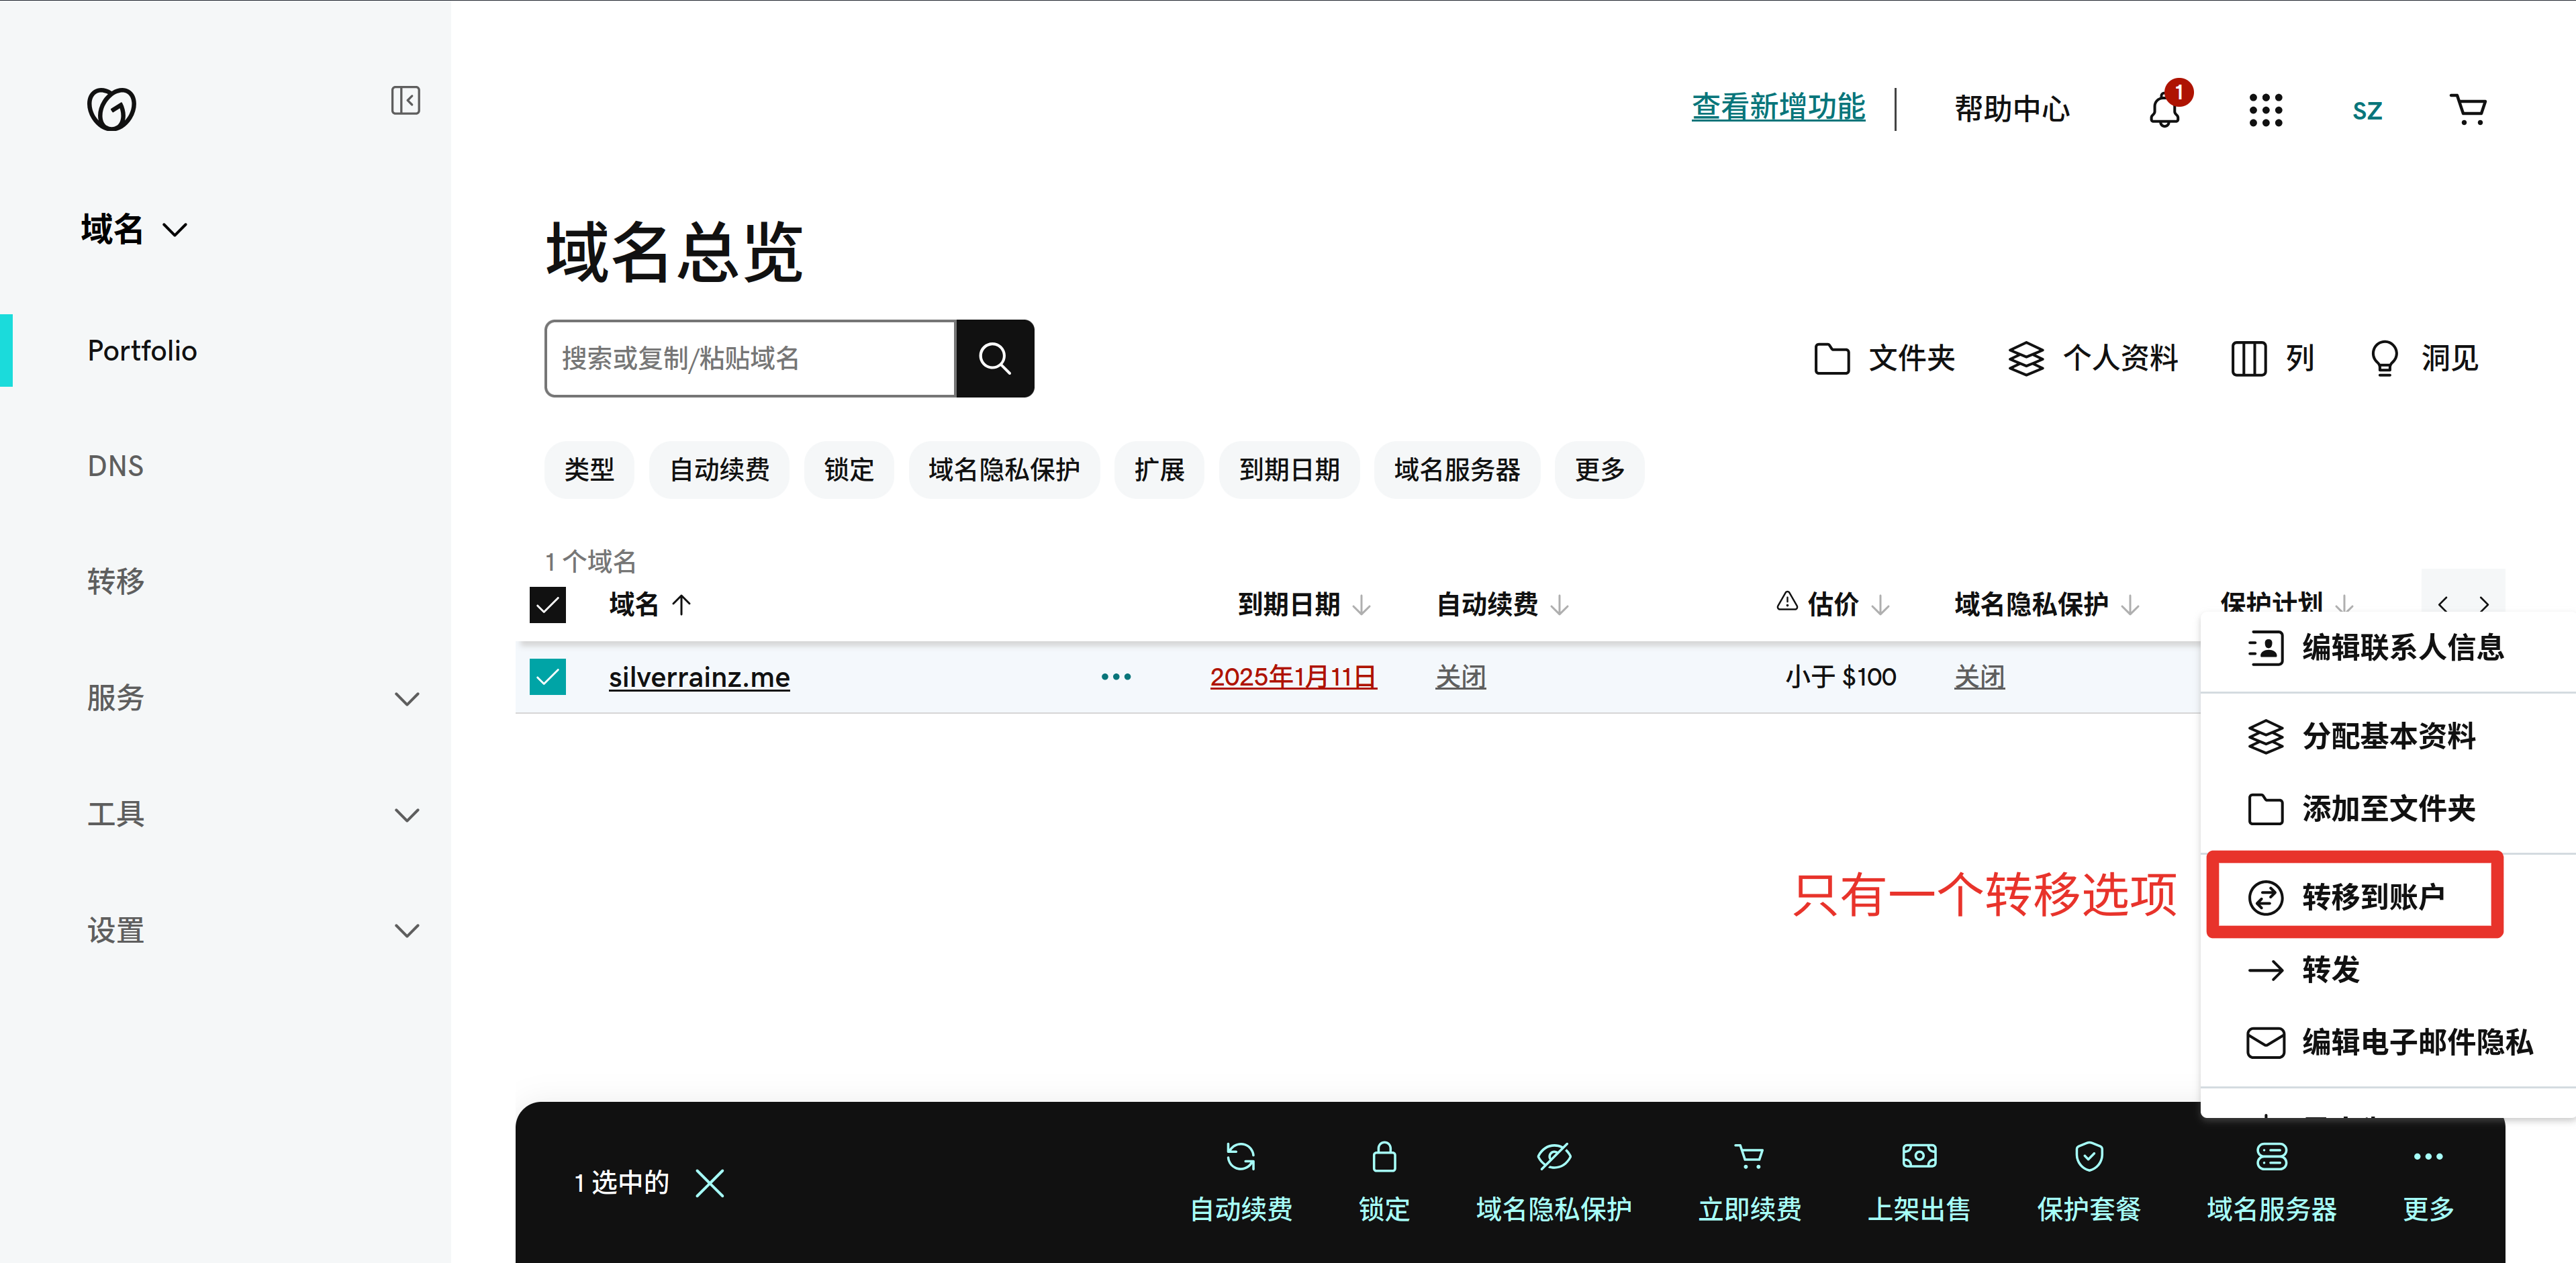 查看新增功能
帮助中心
1
SZ
域名
Portfolio
DNS
转移
服务
工具
设置
域名总览
搜索或复制/粘贴域名
文件夹
个人资料
列
洞见
类型
自动续费
锁定
域名隐私保护
扩展
到期日期
域名服务器
更多
1 个域名
域名
到期日期
自动续费
估价
域名隐私保护
保护计划
silverrainz.me
2025年1月11日
关闭
小于 $100
关闭
编辑联系人信息
分配基本资料
添加至文件夹
只有一个转移选项
转移到账户
转发
编辑电子邮件隐私
1 选中的
自动续费
锁定
域名隐私保护
立即续费
上架出售
保护套餐
域名服务器
更多